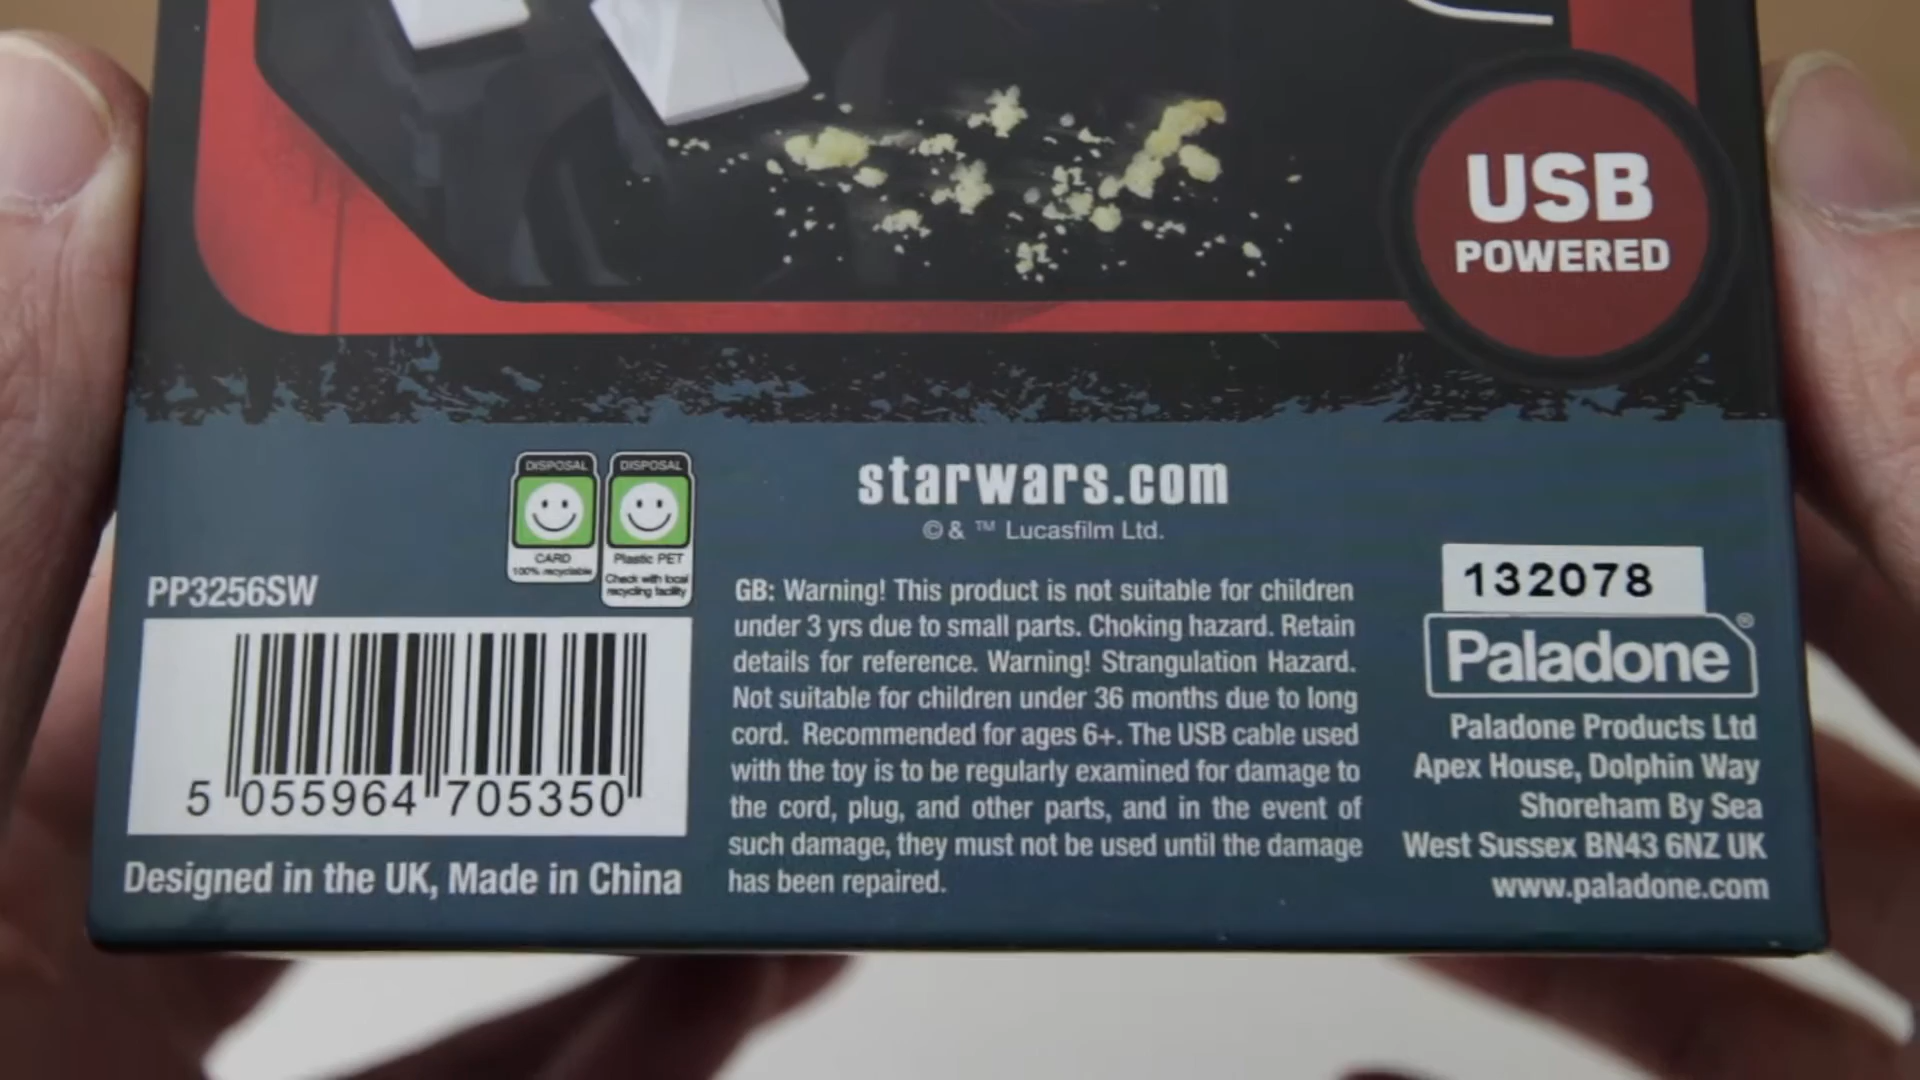 USB
POWERED
DISPOSAL
CARD
100% recyclable
DISPOSAL
Plastic PET
Check with local
recycling facility
starwars.com
© & ™ Lucasfilm Ltd.
PP3256SW
5 055964 705350
Designed in the UK, Made in China
GB: Warning! This product is not suitable for children
under 3 yrs due to small parts. Choking hazard. Retain
details for reference. Warning! Strangulation Hazard.
Not suitable for children under 36 months due to long
cord. Recommended for ages 6+. The USB cable used
with the toy is to be regularly examined for damage to
the cord, plug, and other parts, and in the event of
such damage, they must not be used until the damage
has been repaired.
132078
Paladone®
Paladone Products Ltd
Apex House, Dolphin Way
Shoreham By Sea
West Sussex BN43 6NZ UK
www.paladone.com